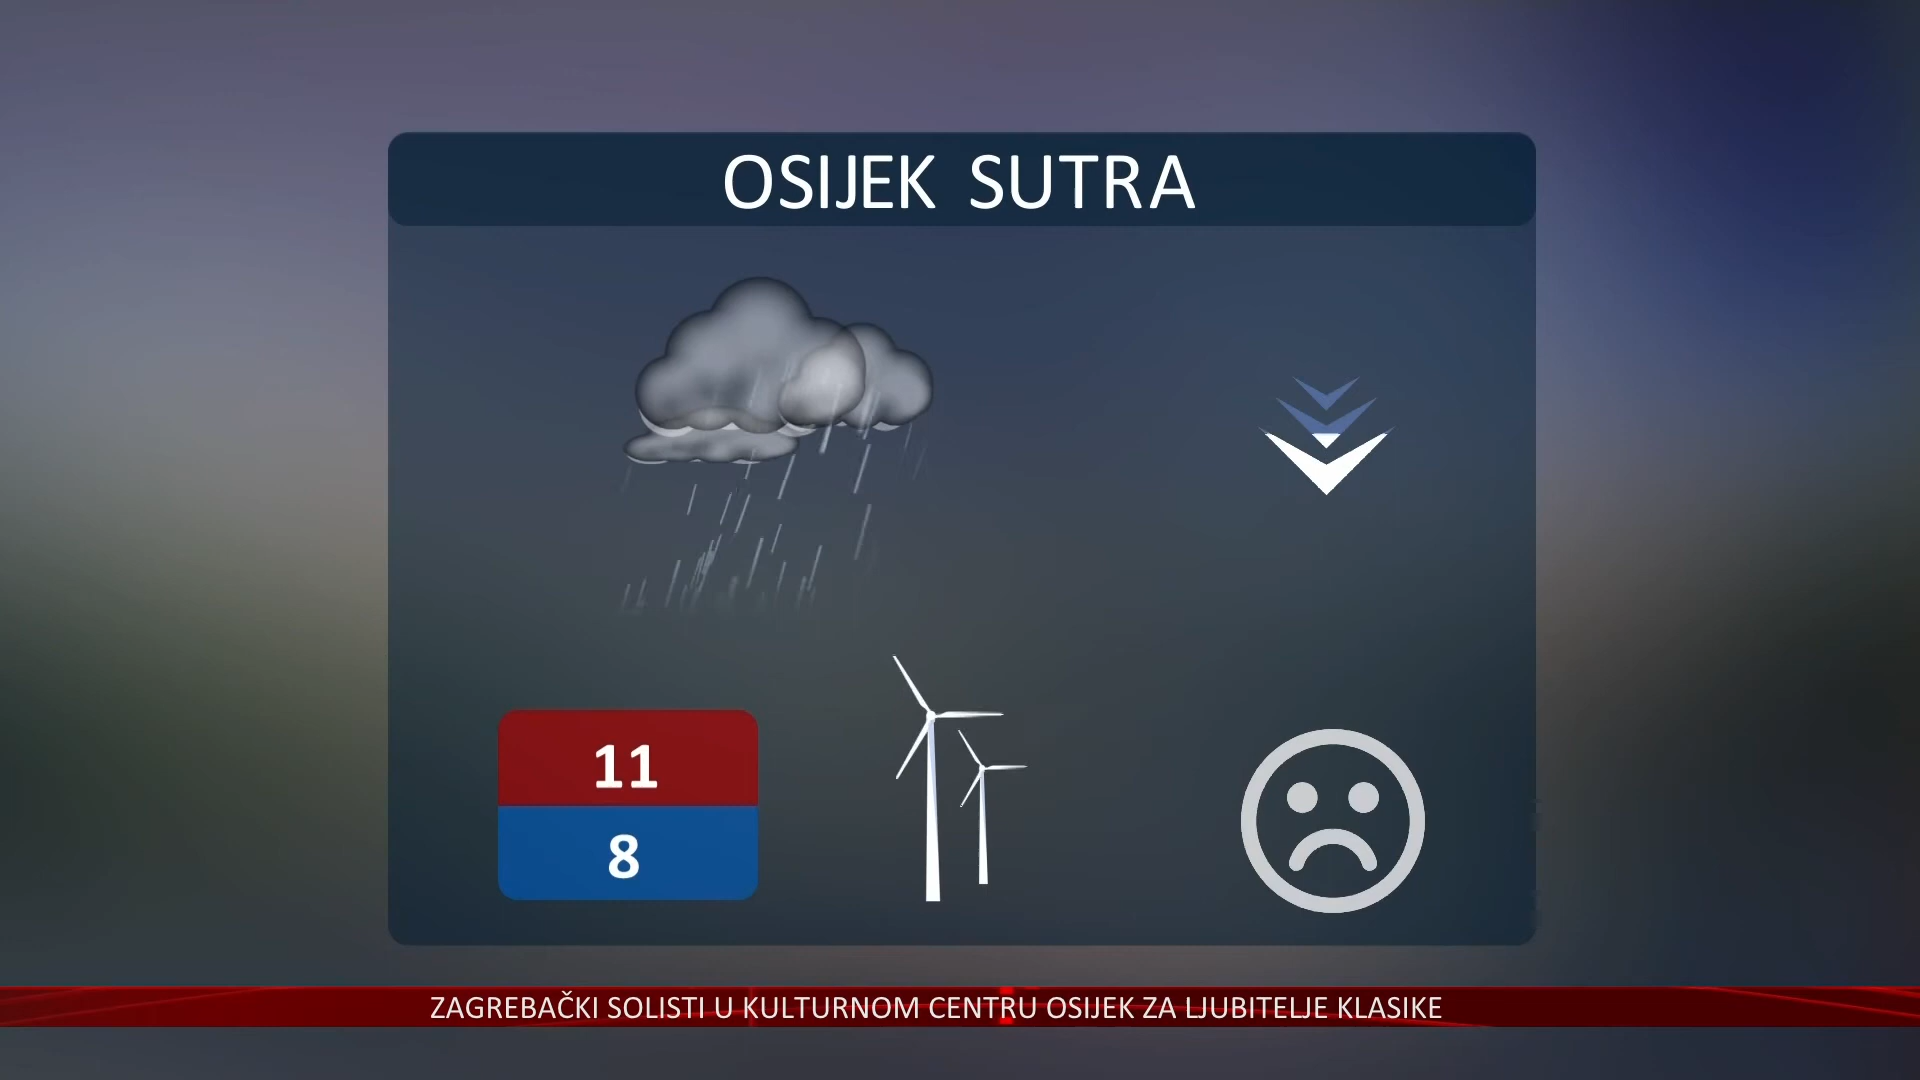 OSIJEK SUTRA
11
8
ZAGREBAČKI SOLISTI U KULTURNOM CENTRU OSIJEK ZA LJUBITELJE KLASIKE